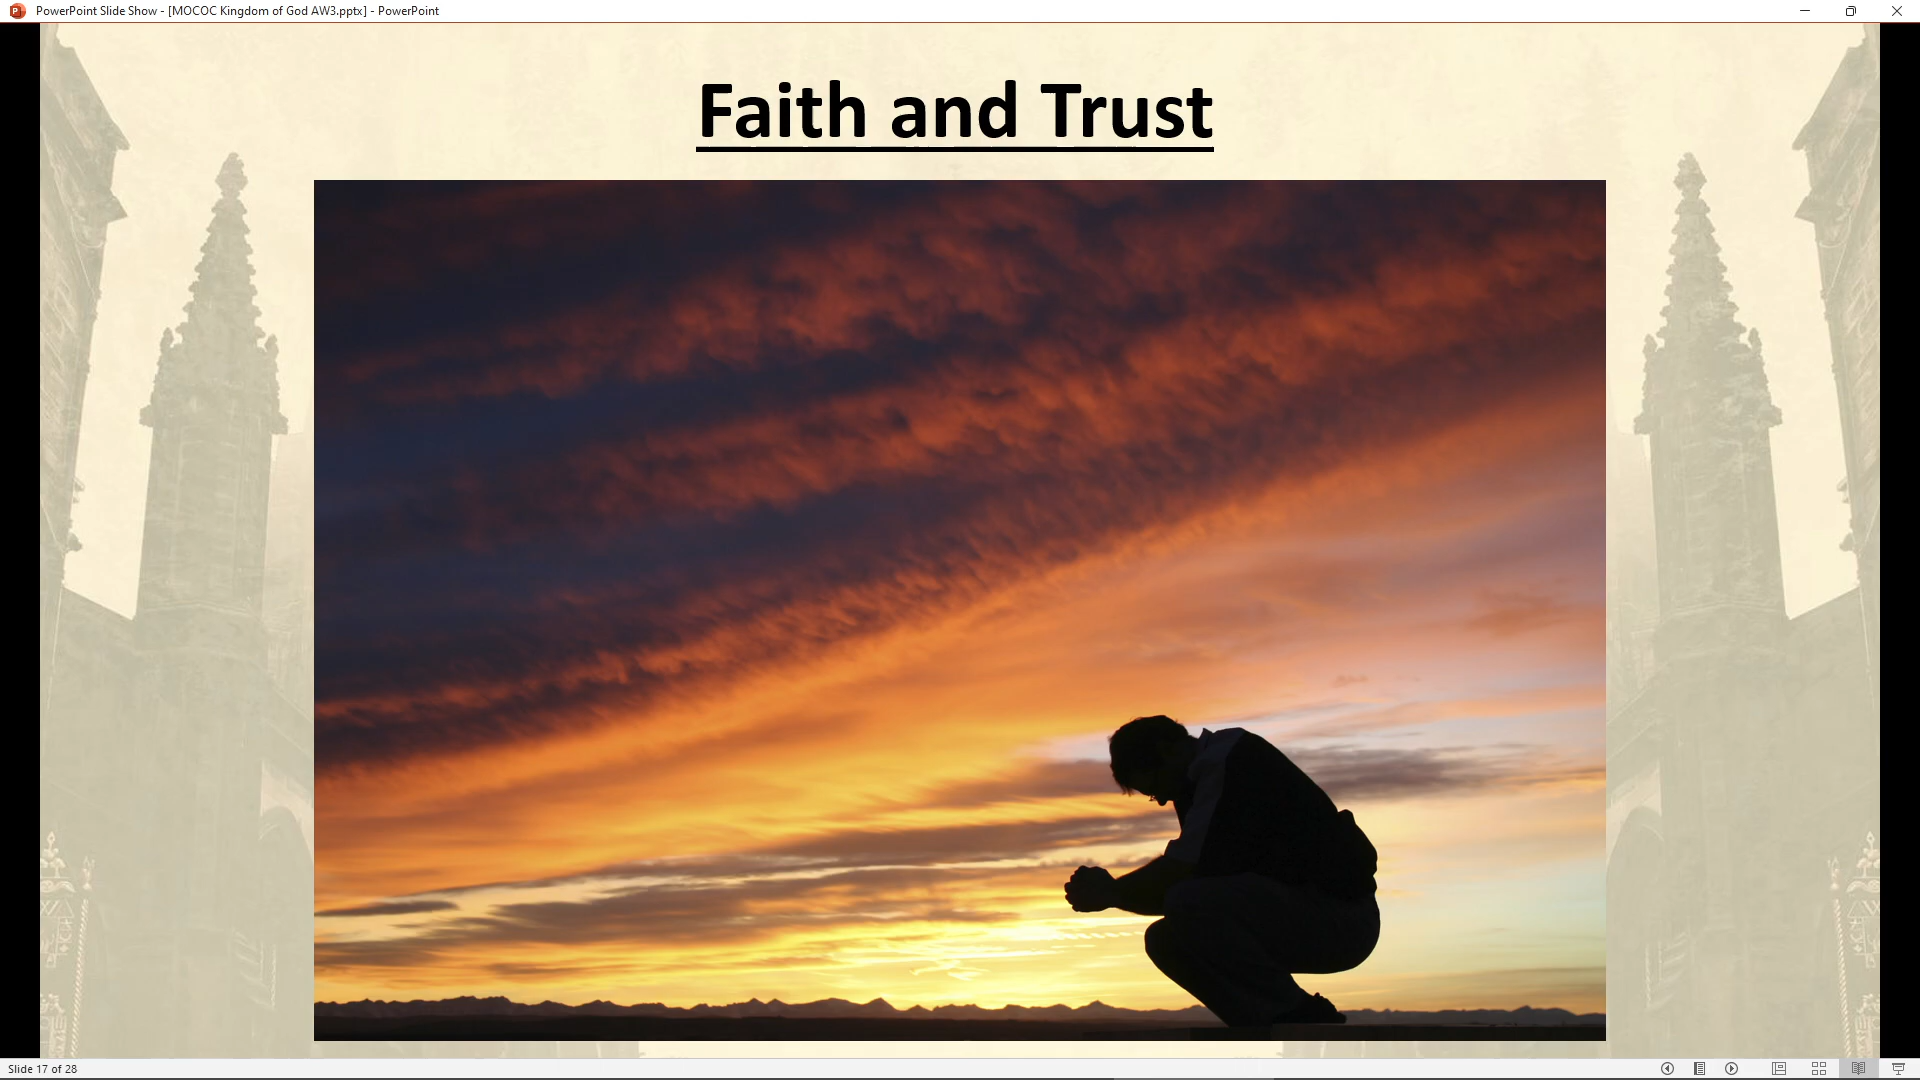 PowerPoint Slide Show - [MOCOC Kingdom of God AW3.pptx] - PowerPoint
Faith and Trust
Slide 17 of 28